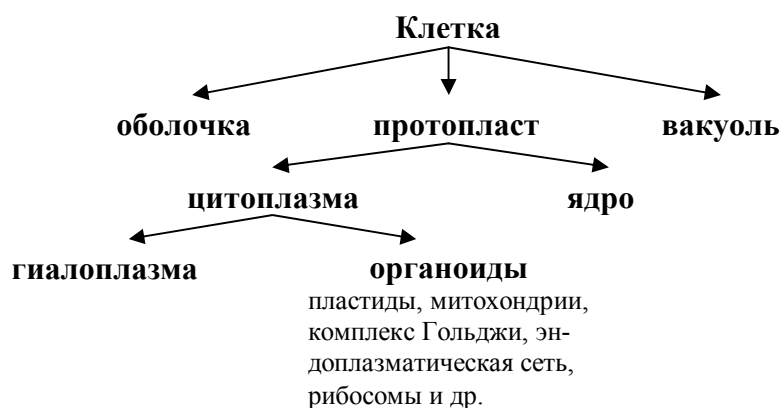 Клетка
оболочка протопласт вакуоль
цитоплазма ядро
гиалоплазма органоиды
пластиды, митохондрии,
комплекс Гольджи, эн-
доплазматическая сеть,
рибосомы и др.